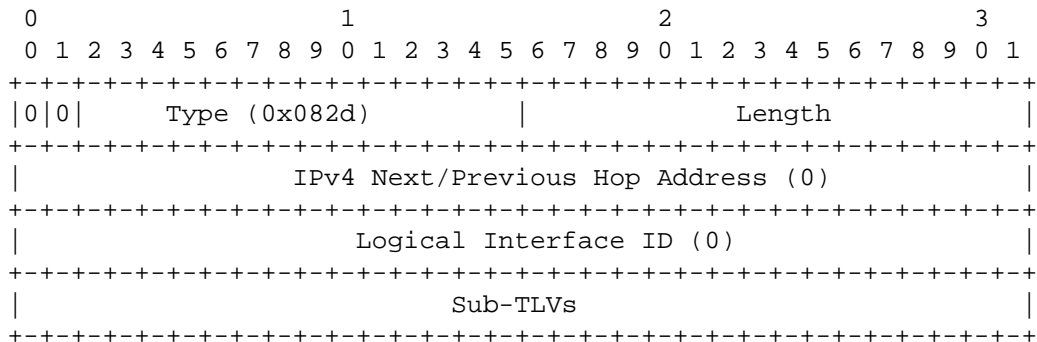 0                   1                   2                   3
 0 1 2 3 4 5 6 7 8 9 0 1 2 3 4 5 6 7 8 9 0 1 2 3 4 5 6 7 8 9 0 1
+-+-+-+-+-+-+-+-+-+-+-+-+-+-+-+-+-+-+-+-+-+-+-+-+-+-+-+-+-+-+-+-+
|0|0|     Type (0x082d)         |             Length            |
+-+-+-+-+-+-+-+-+-+-+-+-+-+-+-+-+-+-+-+-+-+-+-+-+-+-+-+-+-+-+-+-+
|                 IPv4 Next/Previous Hop Address (0)            |
+-+-+-+-+-+-+-+-+-+-+-+-+-+-+-+-+-+-+-+-+-+-+-+-+-+-+-+-+-+-+-+-+
|                     Logical Interface ID (0)                  |
+-+-+-+-+-+-+-+-+-+-+-+-+-+-+-+-+-+-+-+-+-+-+-+-+-+-+-+-+-+-+-+-+
|                           Sub-TLVs                            |
+-+-+-+-+-+-+-+-+-+-+-+-+-+-+-+-+-+-+-+-+-+-+-+-+-+-+-+-+-+-+-+-+